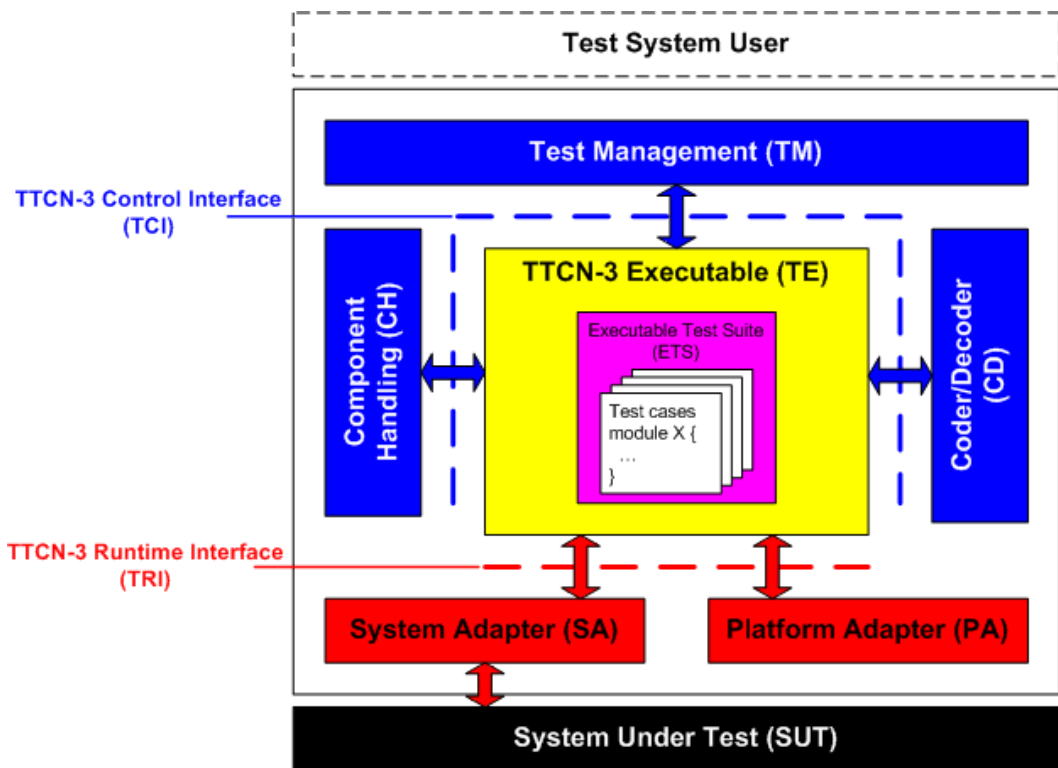 Test System User
Test Management (TM)
TTCN-3 Control Interface
(TCI)
Component
Handling (CH)
TTCN-3 Executable (TE)
Executable Test Suite
(ETS)
Test cases
module X {
...
}
Coder/Decoder
(CD)
TTCN-3 Runtime Interface
(TRI)
System Adapter (SA)
Platform Adapter (PA)
System Under Test (SUT)